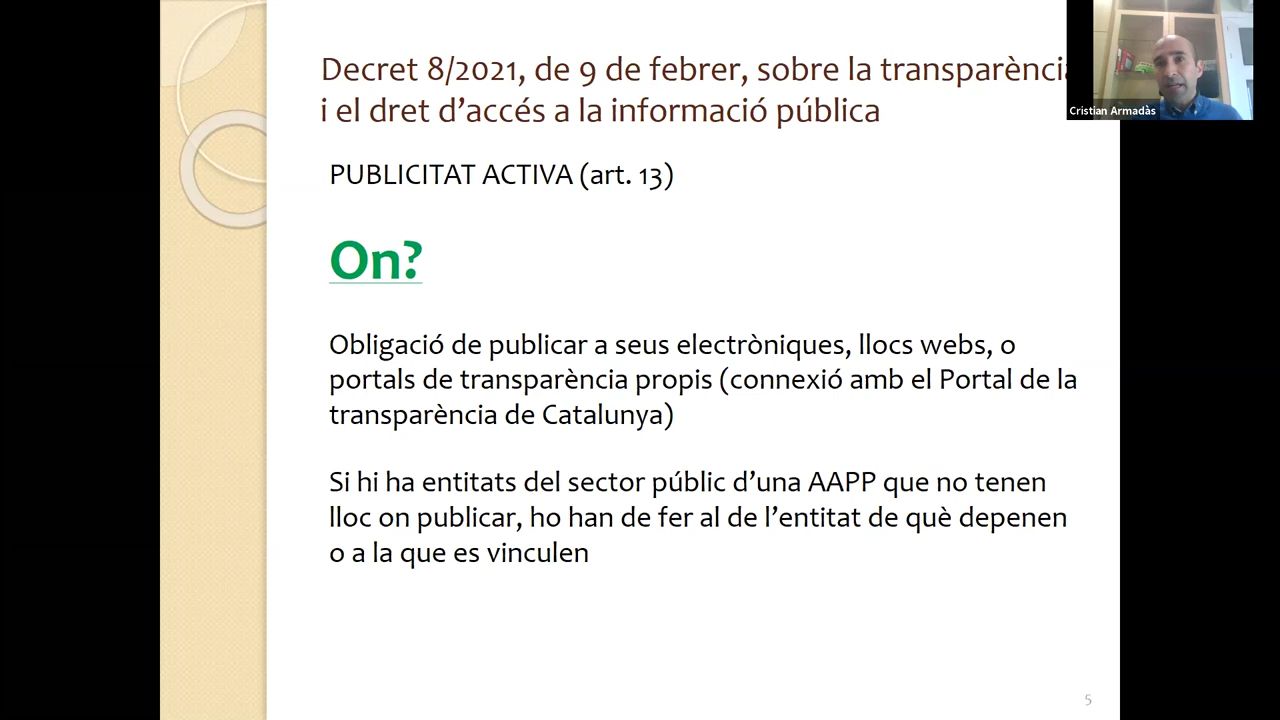 Decret 8/2021, de 9 de febrer, sobre la transparència
i el dret d’accés a la informació pública
Cristian Armadàs
PUBLICITAT ACTIVA (art. 13)
On?
Obligació de publicar a seus electròniques, llocs webs, o
portals de transparència propis (connexió amb el Portal de la
transparència de Catalunya)
Si hi ha entitats del sector públic d’una AAPP que no tenen
lloc on publicar, ho han de fer al de l’entitat de què depenen
o a la que es vinculen
5